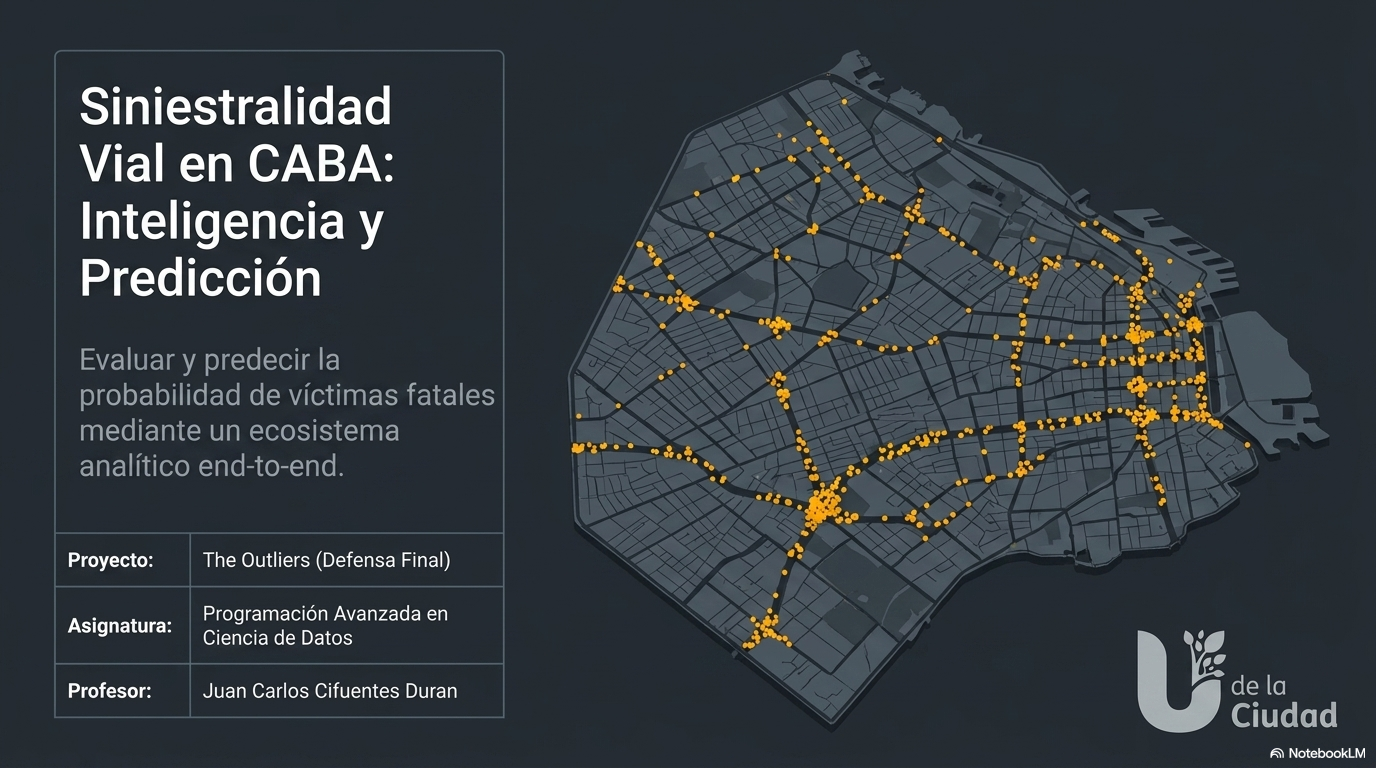 Siniestralidad
Vial en CABA:
Inteligencia y
Predicción
Evaluar y predecir la
probabilidad de víctimas fatales
mediante un ecosistema
analítico end-to-end.
Proyecto: The Outliers (Defensa Final)
Asignatura: Programación Avanzada en
Ciencia de Datos
Profesor: Juan Carlos Cifuentes Duran
U de la
Ciudad
NotebookLM